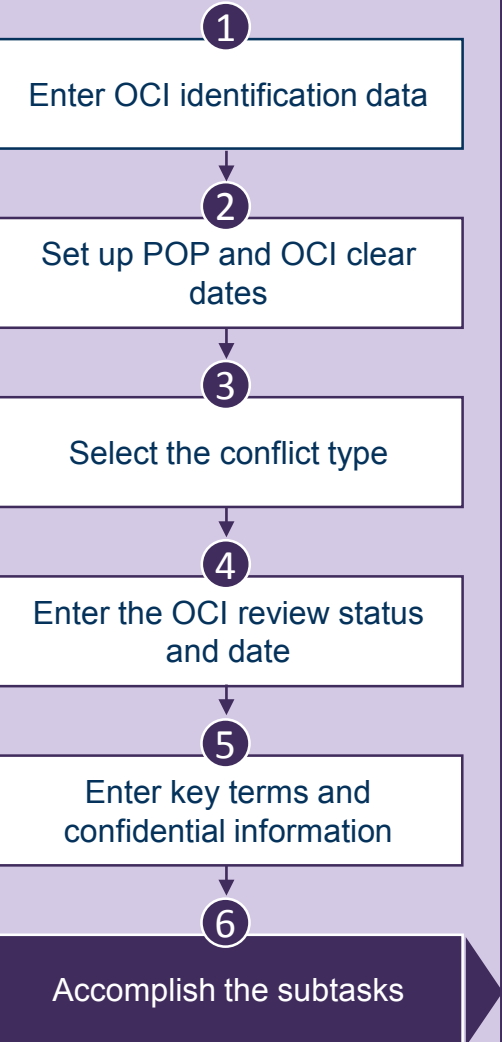 1
Enter OCI identification data
2
Set up POP and OCI clear
dates
3
Select the conflict type
4
Enter the OCI review status
and date
5
Enter key terms and
confidential information
6
Accomplish the subtasks